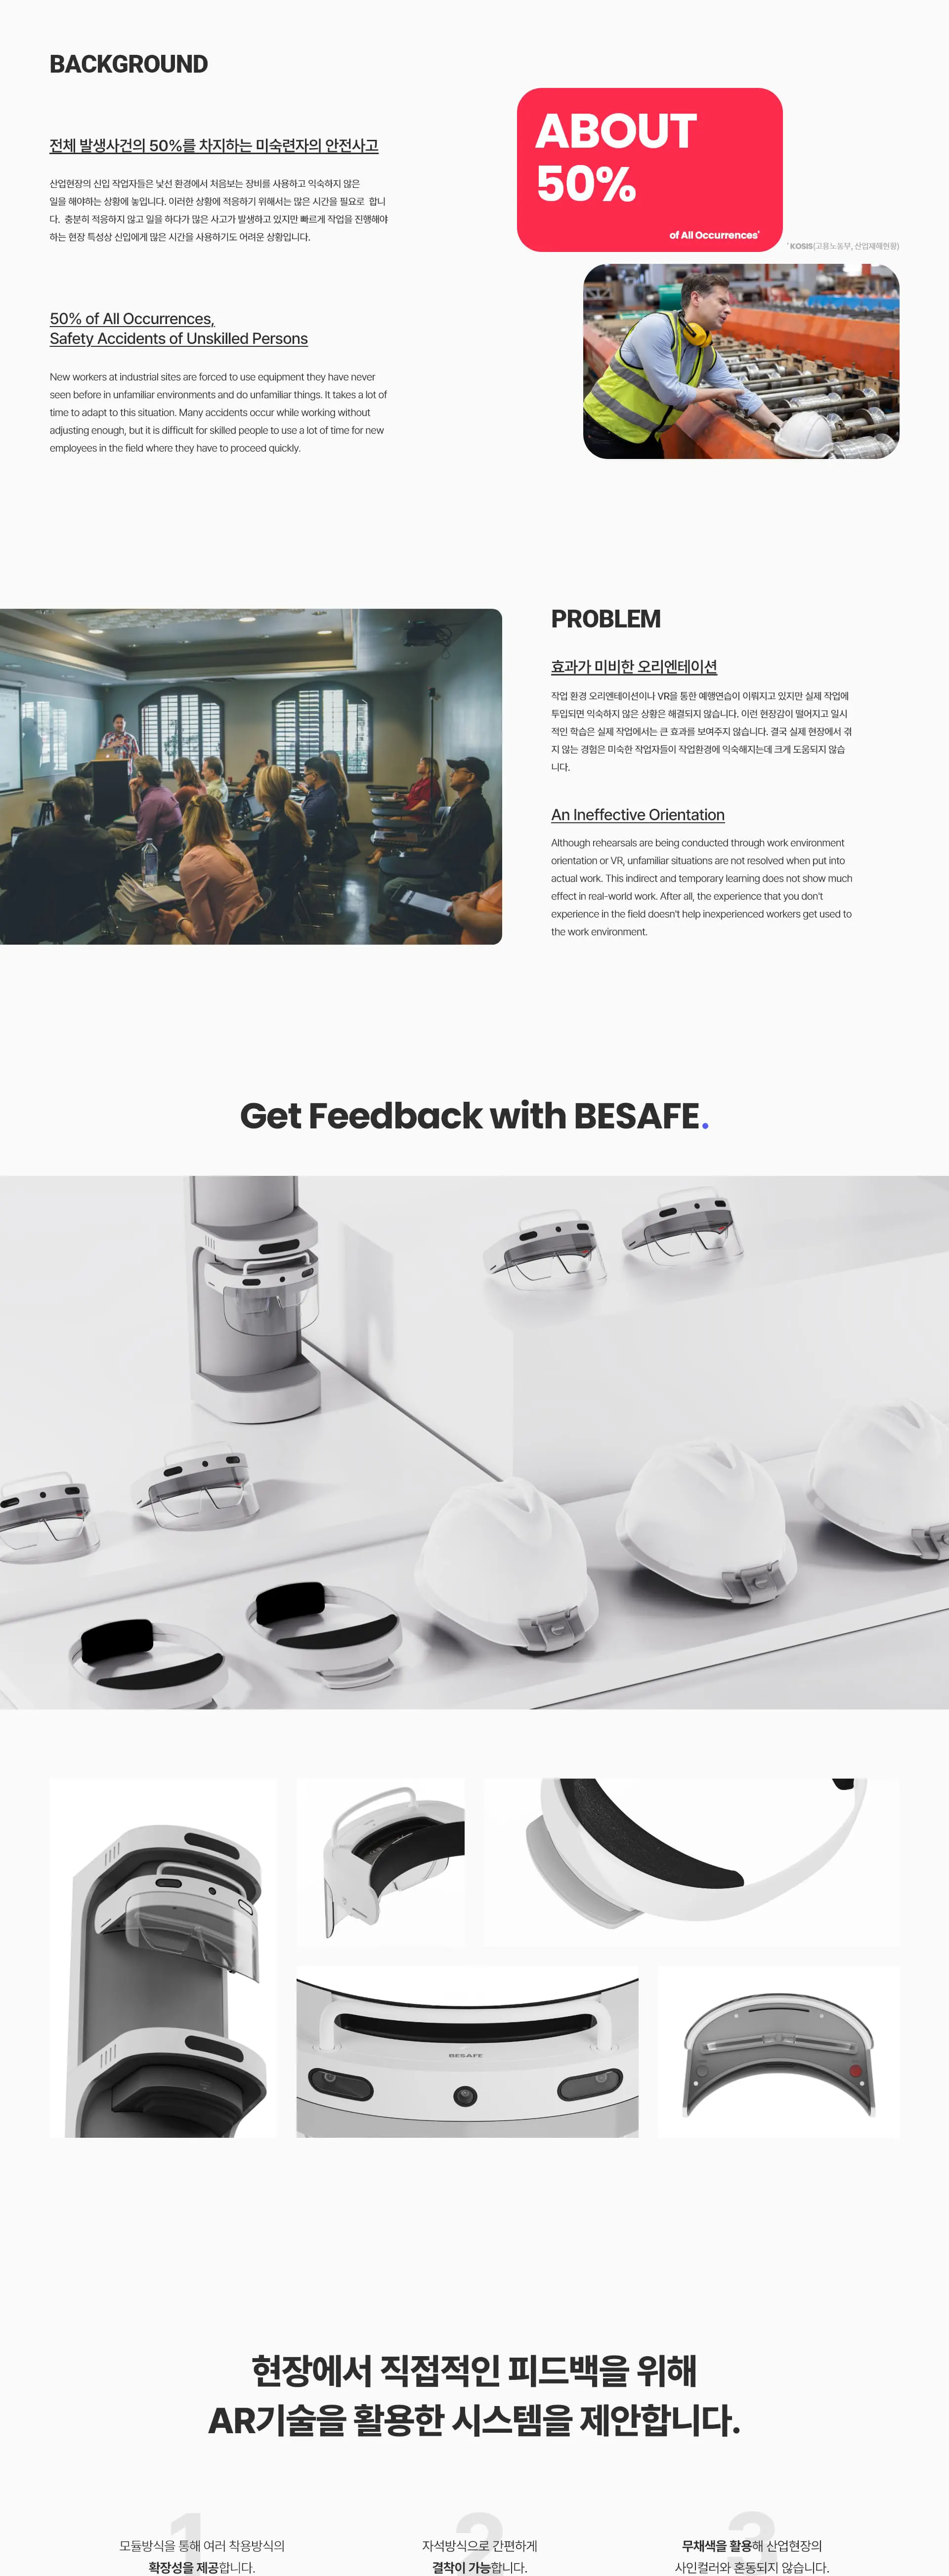 BACKGROUND
전체 발생사건의 50%를 차지하는 미숙련자의 안전사고
산업현장의 신입 작업자들은 낯선 환경에서 처음보는 장비를 사용하고 익숙하지 않은
일을 해야하는 상황에 놓입니다. 이러한 상황에 적응하기 위해서는 많은 시간을 필요로 합니
다. 충분히 적응하지 않고 일을 하다가 많은 사고가 발생하고 있지만 빠르게 작업을 진행해야
하는 현장 특성상 신입에게 많은 시간을 사용하기도 어려운 상황입니다.
ABOUT
50%
of All Occurrences*
*KOSIS(고용노동부, 산업재해현황)
50% of All Occurrences,
Safety Accidents of Unskilled Persons
New workers at industrial sites are forced to use equipment they have never
seen before in unfamiliar environments and do unfamiliar things. It takes a lot of
time to adapt to this situation. Many accidents occur while working without
adjusting enough, but it is difficult for skilled people to use a lot of time for new
employees in the field where they have to proceed quickly.
PROBLEM
효과가 미비한 오리엔테이션
작업 환경 오리엔테이션이나 VR을 통한 예행연습이 이뤄지고 있지만 실제 작업에
투입되면 익숙하지 않은 상황은 해결되지 않습니다. 이런 현장감이 떨어지고 일시
적인 학습은 실제 작업에서는 큰 효과를 보여주지 않습니다. 결국 실제 현장에서 겪
지 않는 경험은 미숙한 작업자들이 작업환경에 익숙해지는데 크게 도움되지 않습
니다.
An Ineffective Orientation
Although rehearsals are being conducted through work environment
orientation or VR, unfamiliar situations are not resolved when put into
actual work. This indirect and temporary learning does not show much
effect in real-world work. After all, the experience that you don't
experience in the field doesn't help inexperienced workers get used to
the work environment.
Get Feedback with BESAFE.
BESAFE
현장에서 직접적인 피드백을 위해
AR기술을 활용한 시스템을 제안합니다.
1
모듈방식을 통해 여러 착용방식의
확장성을 제공합니다.
2
자석방식으로 간편하게
결착이 가능합니다.
3
무채색을 활용해 산업현장의
사인컬러와 혼동되지 않습니다.